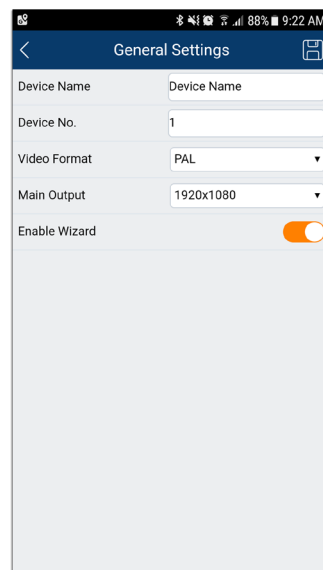 88% 9:22 AM
General Settings
Device Name Device Name
Device No. 1
Video Format PAL
Main Output 1920x1080
Enable Wizard